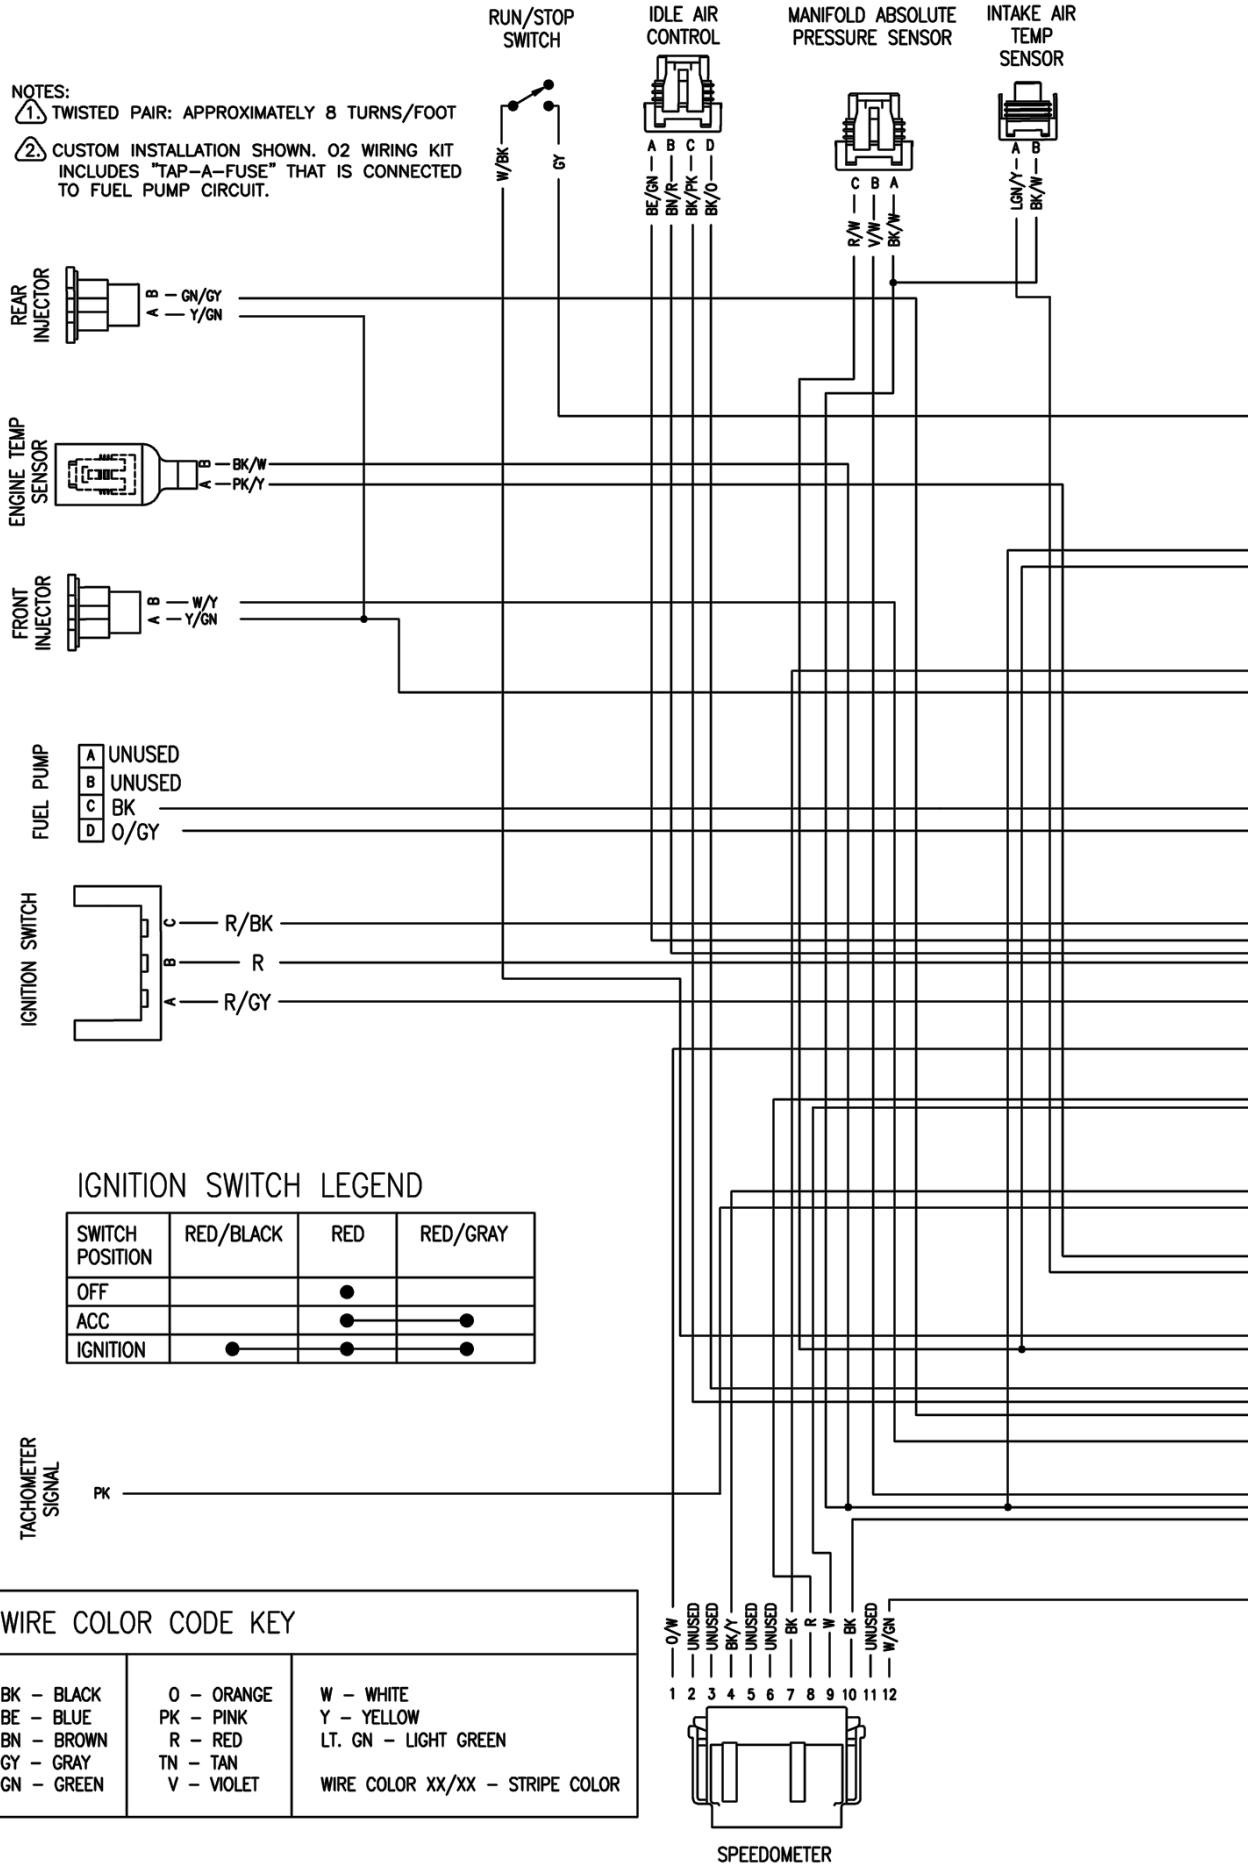 RUN/STOP
SWITCH
IDLE AIR
CONTROL
MANIFOLD ABSOLUTE
PRESSURE SENSOR
INTAKE AIR
TEMP
SENSOR
NOTES:
1. TWISTED PAIR: APPROXIMATELY 8 TURNS/FOOT
2. CUSTOM INSTALLATION SHOWN. O2 WIRING KIT
INCLUDES "TAP-A-FUSE" THAT IS CONNECTED
TO FUEL PUMP CIRCUIT.
W/BK
GY
A B C D
BE/GN
BN/R
BK/PK
BK/O
C B A
R/W
V/W
BK/W
A B
LGN/Y
BK/W
REAR
INJECTOR
B GN/GY
A Y/GN
ENGINE TEMP
SENSOR
B BK/W
A PK/Y
FRONT
INJECTOR
B W/Y
A Y/GN
FUEL PUMP
A UNUSED
B UNUSED
C BK
D O/GY
IGNITION SWITCH
C R/BK
B R
A R/GY
IGNITION SWITCH LEGEND
SWITCH
POSITION
RED/BLACK
RED
RED/GRAY
OFF
ACC
IGNITION
TACHOMETER
SIGNAL
PK
WIRE COLOR CODE KEY
BK – BLACK
BE – BLUE
BN – BROWN
GY – GRAY
GN – GREEN
O – ORANGE
PK – PINK
R – RED
TN – TAN
V – VIOLET
W – WHITE
Y – YELLOW
LT. GN – LIGHT GREEN
WIRE COLOR XX/XX – STRIPE COLOR
O/W
UNUSED
UNUSED
BK/Y
UNUSED
UNUSED
BK
R
W
BK
UNUSED
W/GN
1 2 3 4 5 6 7 8 9 10 11 12
SPEEDOMETER